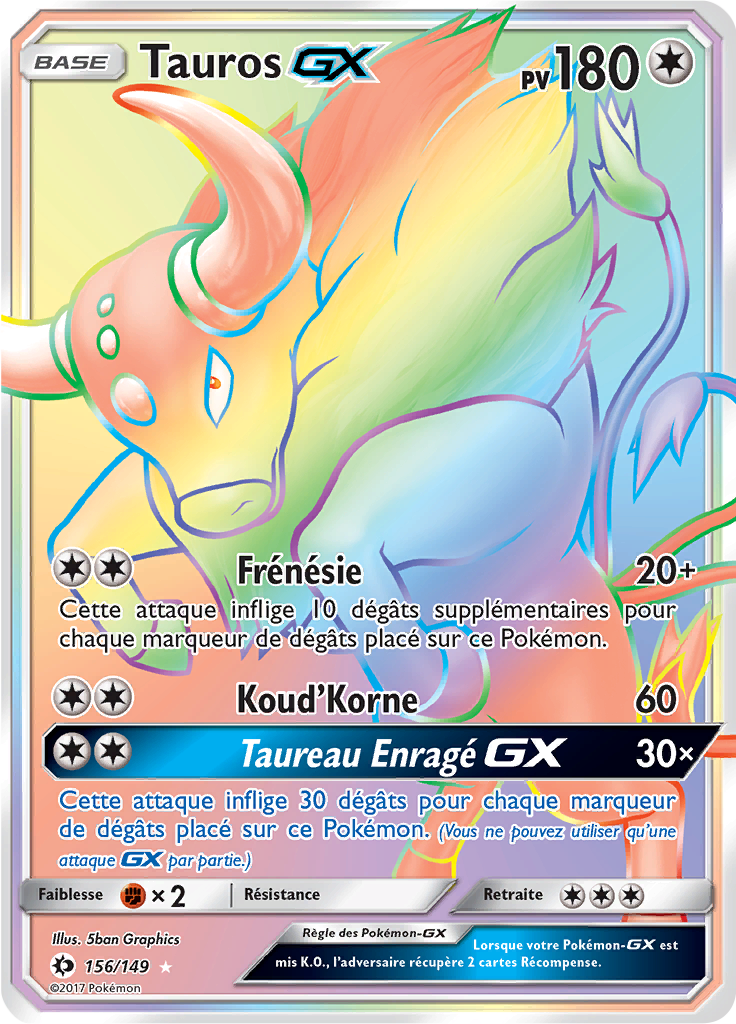 BASE Tauros GX PV 180
Frénésie 20+
Cette attaque inflige 10 dégâts supplémentaires pour
chaque marqueur de dégâts placé sur ce Pokémon.
Koud'Korne 60
Taureau Enragé GX 30×
Cette attaque inflige 30 dégâts pour chaque marqueur
de dégâts placé sur ce Pokémon. (Vous ne pouvez utiliser qu'une
attaque GX par partie.)
Faiblesse × 2 Résistance Retraite
Illus. 5ban Graphics
156/149
©2017 Pokémon
Règle des Pokémon-GX
Lorsque votre Pokémon-GX est
mis K.O., l'adversaire récupère 2 cartes Récompense.